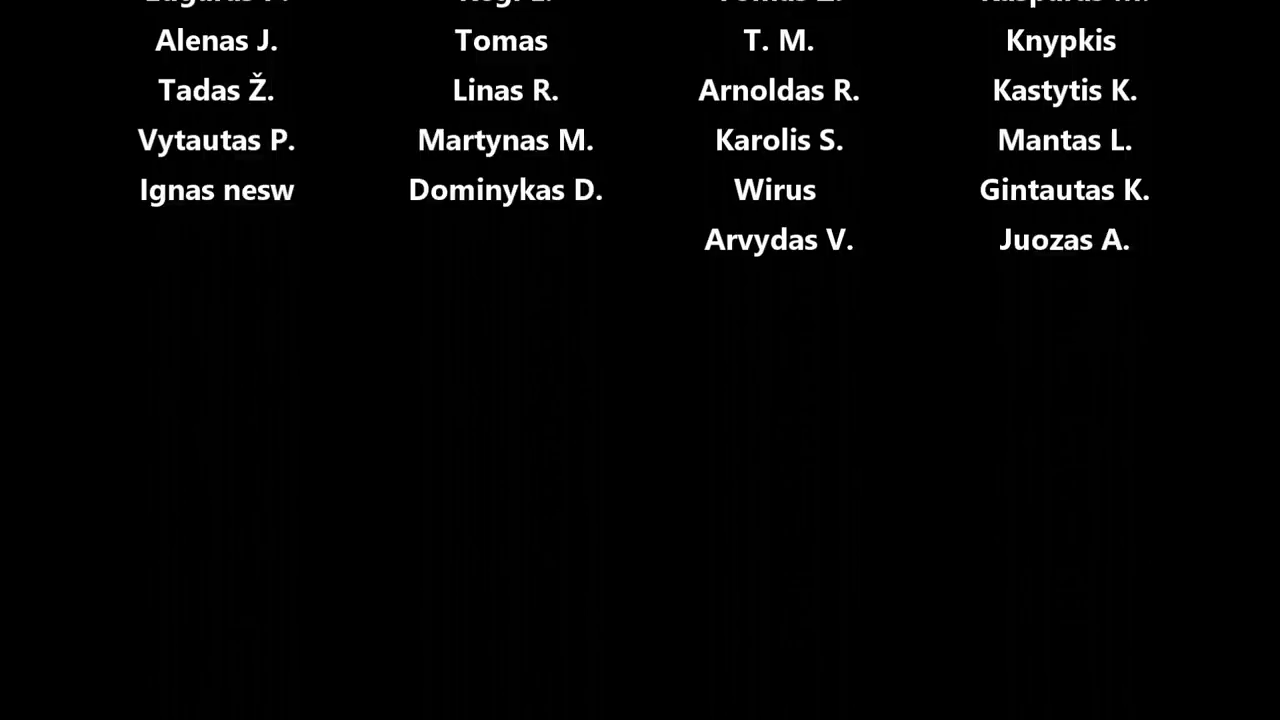 Alenas J. Tomas T. M. Knypkis
Tadas Ž. Linas R. Arnoldas R. Kastytis K.
Vytautas P. Martynas M. Karolis S. Mantas L.
Ignas nesw Dominykas D. Wirus Gintautas K.
Arvydas V. Juozas A.